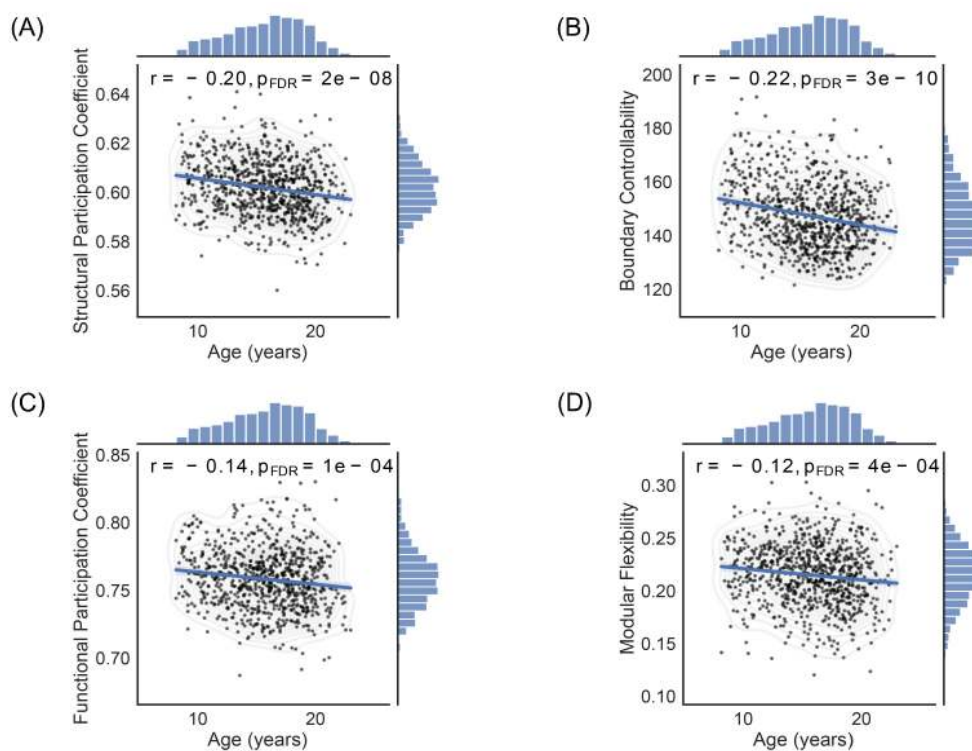 (A)
r = − 0.20, pFDR = 2e − 08
Structural Participation Coefficient
0.64
0.62
0.60
0.58
0.56
10 20
Age (years)
(B)
r = − 0.22, pFDR = 3e − 10
Boundary Controllability
200
180
160
140
120
10 20
Age (years)
(C)
r = − 0.14, pFDR = 1e − 04
Functional Participation Coefficient
0.85
0.80
0.75
0.70
10 20
Age (years)
(D)
r = − 0.12, pFDR = 4e − 04
Modular Flexibility
0.30
0.25
0.20
0.15
0.10
10 20
Age (years)